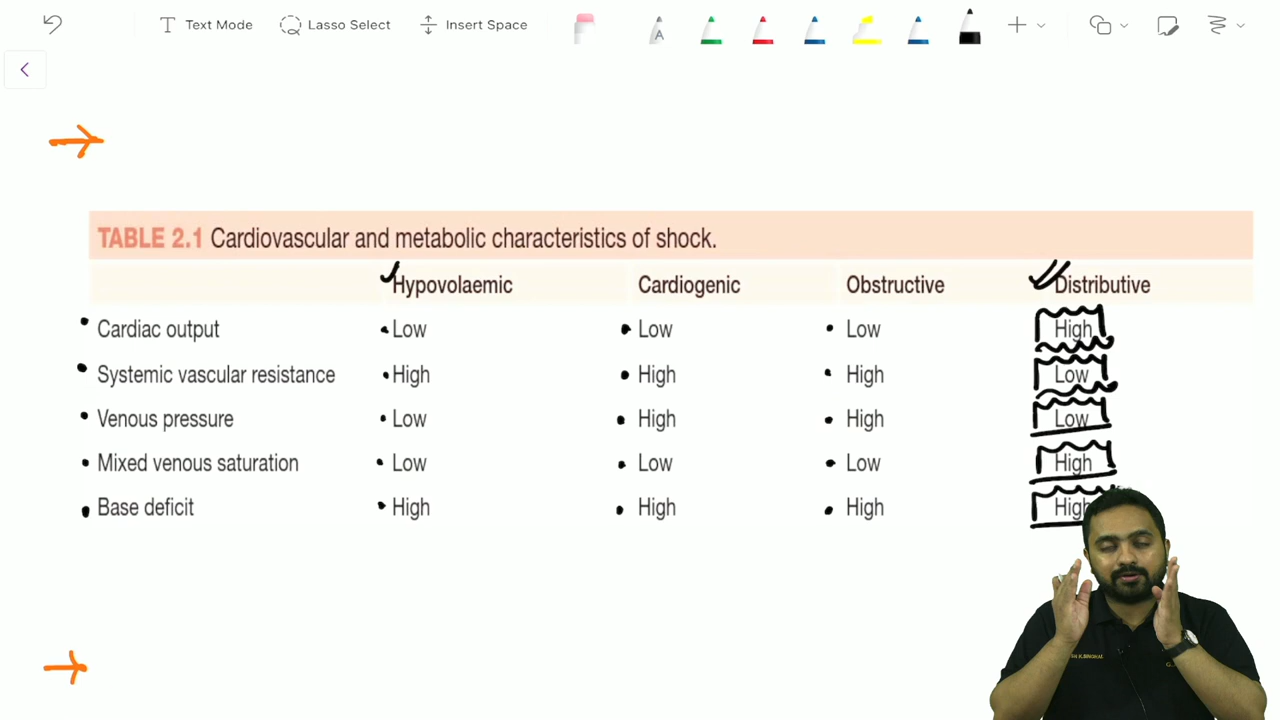 Text Mode Lasso Select Insert Space
A
TABLE 2.1 Cardiovascular and metabolic characteristics of shock.
Hypovolaemic Cardiogenic Obstructive Distributive
Cardiac output Low Low Low High
Systemic vascular resistance High High High Low
Venous pressure Low High High Low
Mixed venous saturation Low Low Low High
Base deficit High High High High